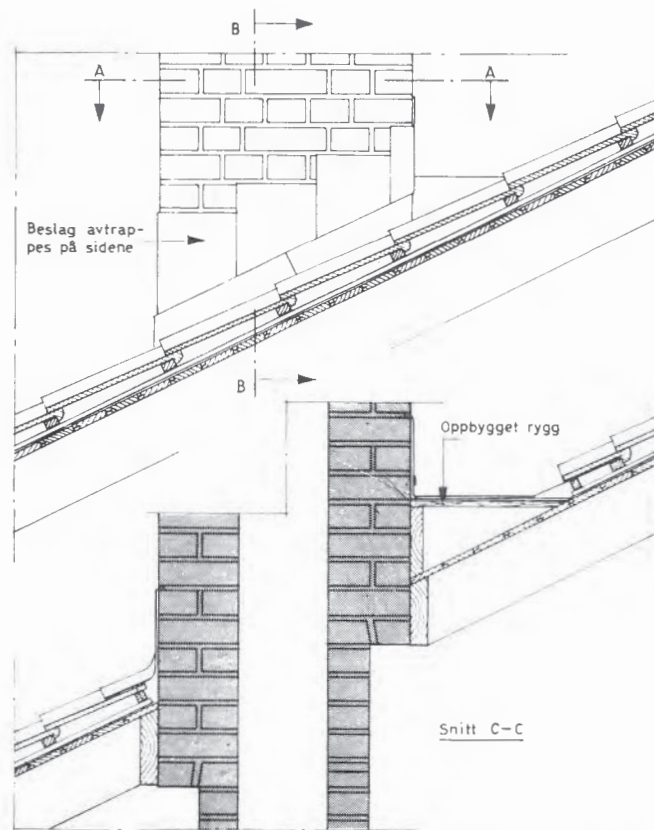 B
A
A
Beslag avtrap-
pes på sidene
B
Oppbygget rygg
Snitt C-C